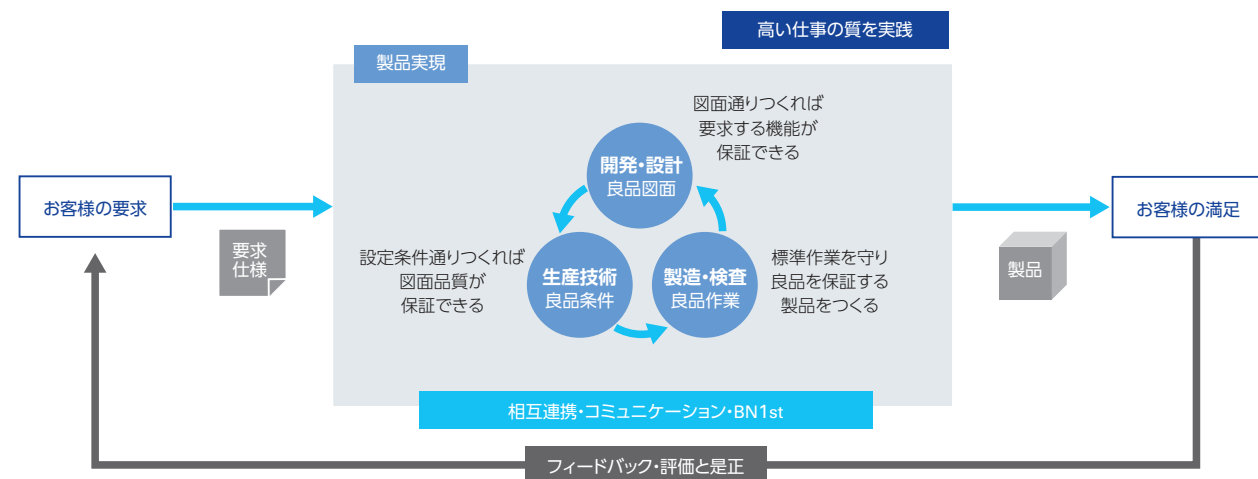 高い仕事の質を実践
製品実現
図面通りつくれば
要求する機能が
保証できる
開発・設計
良品図面
お客様の要求
要求
仕様
設定条件通りつくれば
図面品質が
保証できる
生産技術
良品条件
製造・検査
良品作業
標準作業を守り
良品を保証する
製品をつくる
製品
お客様の満足
相互連携・コミュニケーション・BN1st
フィードバック・評価と是正